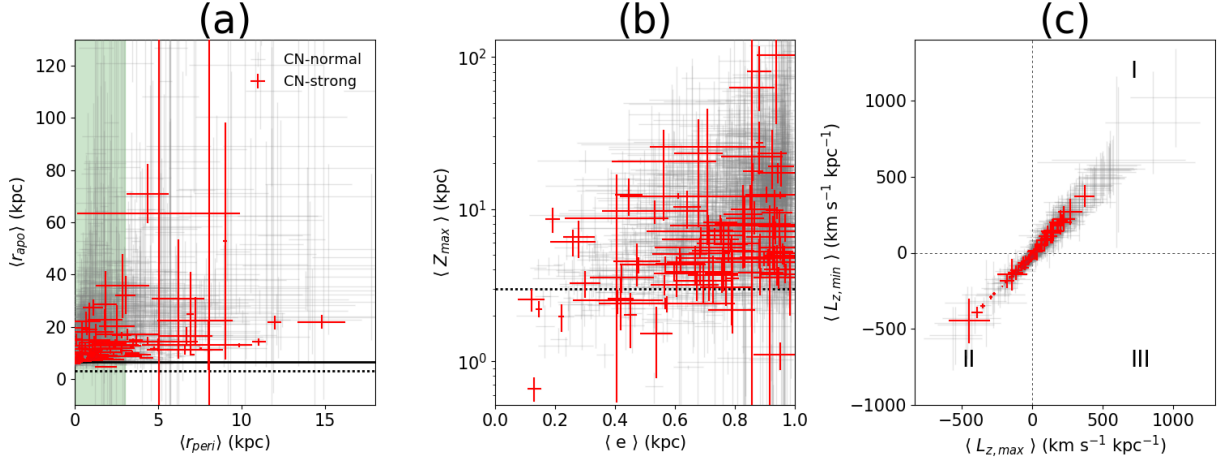 (a)
120
100
80
60
40
20
0
0
5
10
15
⟨r_apo⟩ (kpc)
⟨r_peri⟩ (kpc)
CN-normal
CN-strong
(b)
10²
10¹
10⁰
0.0
0.2
0.4
0.6
0.8
1.0
⟨ Z_max ⟩ (kpc)
⟨ e ⟩ (kpc)
(c)
1000
500
0
−500
−1000
−500
0
500
1000
⟨ L_z,min ⟩ (km s⁻¹ kpc⁻¹)
⟨ L_z,max ⟩ (km s⁻¹ kpc⁻¹)
I
II
III